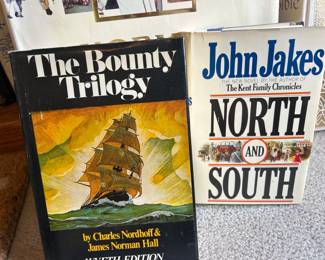 The Bounty
Trilogy
by Charles Nordhoff &
James Norman Hall
John Jakes
THE NEW NOVEL BY THE AUTHOR OF
The Kent Family Chronicles
NORTH
AND
SOUTH